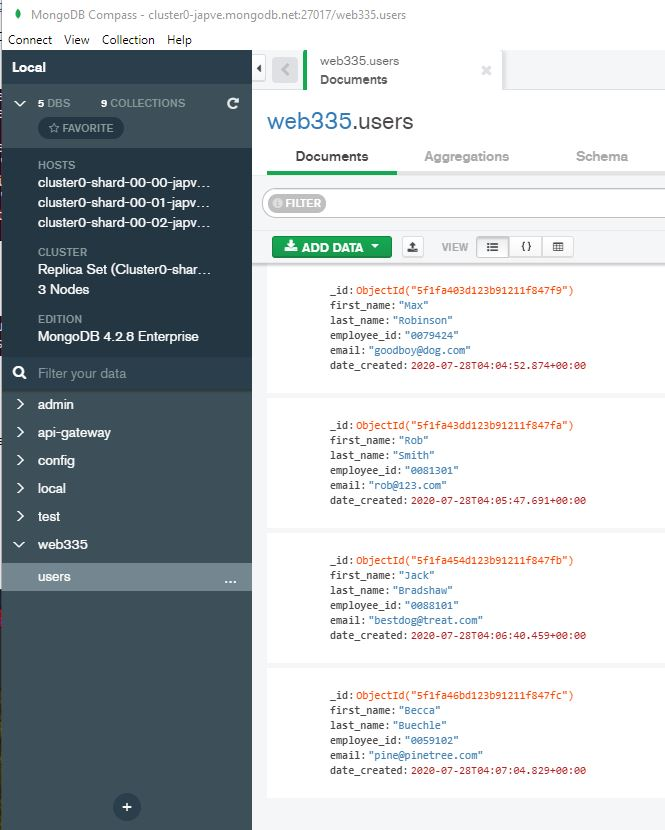 MongoDB Compass - cluster0-japve.mongodb.net:27017/web335.users
Connect View Collection Help
Local
5 DBS 9 COLLECTIONS
FAVORITE
HOSTS
cluster0-shard-00-00-japv...
cluster0-shard-00-01-japv...
cluster0-shard-00-02-japv...
CLUSTER
Replica Set (Cluster0-shar...
3 Nodes
EDITION
MongoDB 4.2.8 Enterprise
Filter your data
admin
api-gateway
config
local
test
web335
users ...
web335.users
Documents
web335.users
Documents Aggregations Schema
FILTER
ADD DATA VIEW { }
_id: ObjectId("5f1fa403d123b91211f847f9")
first_name: "Max"
last_name: "Robinson"
employee_id: "0079424"
email: "goodboy@dog.com"
date_created: 2020-07-28T04:04:52.874+00:00
_id: ObjectId("5f1fa43dd123b91211f847fa")
first_name: "Rob"
last_name: "Smith"
employee_id: "0081301"
email: "rob@123.com"
date_created: 2020-07-28T04:05:47.691+00:00
_id: ObjectId("5f1fa454d123b91211f847fb")
first_name: "Jack"
last_name: "Bradshaw"
employee_id: "0088101"
email: "bestdog@treat.com"
date_created: 2020-07-28T04:06:40.459+00:00
_id: ObjectId("5f1fa46bd123b91211f847fc")
first_name: "Becca"
last_name: "Buechle"
employee_id: "0059102"
email: "pine@pinetree.com"
date_created: 2020-07-28T04:07:04.829+00:00